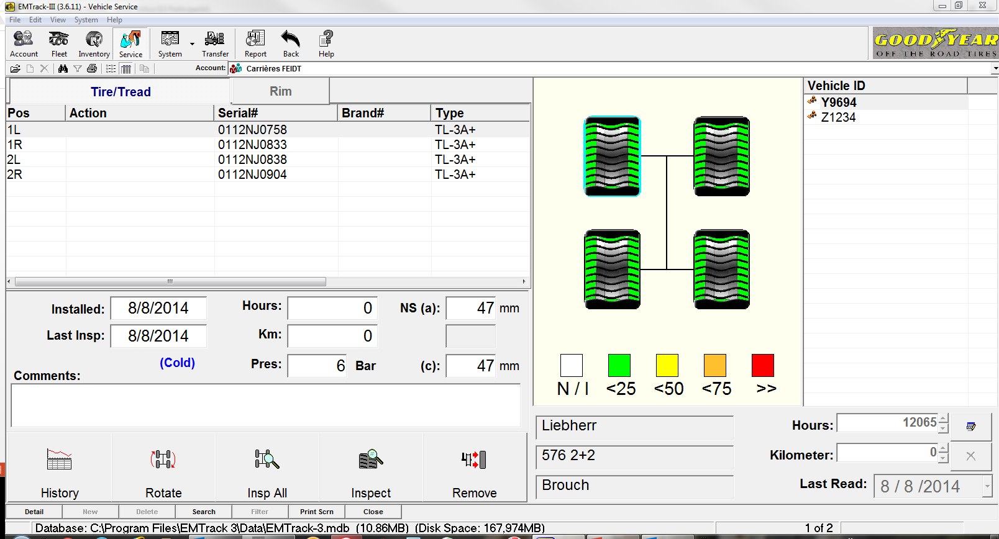 EMTrack-III (3.6.11) - Vehicle Service
File Edit View System Help
Account Fleet Inventory Service System Transfer Report Back Help
GOODYEAR
OFF THE ROAD TIRES
Account: Carrières FEIDT
Tire/Tread Rim
Pos Action Serial# Brand# Type
1L 0112NJ0758 TL-3A+
1R 0112NJ0833 TL-3A+
2L 0112NJ0838 TL-3A+
2R 0112NJ0904 TL-3A+
Vehicle ID
Y9694
Z1234
Installed: 8/8/2014 Hours: 0 NS (a): 47 mm
Last Insp: 8/8/2014 Km: 0
(Cold) Pres: 6 Bar (c): 47 mm
Comments:
N / I <25 <50 <75 >>
Liebherr
576 2+2
Brouch
Hours: 12065
Kilometer: 0
Last Read: 8 / 8 /2014
History Rotate Insp All Inspect Remove
Detail New Delete Search Filter Print Scrn Close
Database: C:\Program Files\EMTrack 3\Data\EMTrack-3.mdb (10.86MB) (Disk Space: 167,974MB) 1 of 2